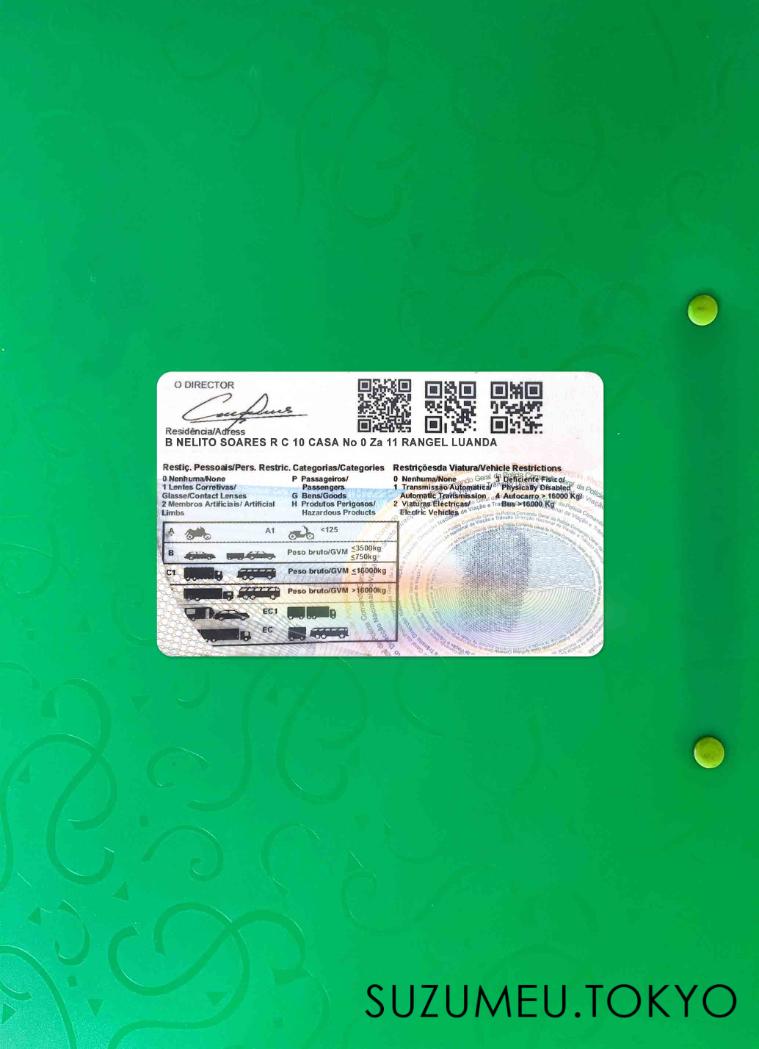 O DIRECTOR
Residência/Adress
B NELITO SOARES R C 10 CASA No 0 Za 11 RANGEL LUANDA
Restiç. Pessoais/Pers. Restric. Categorias/Categories Restriçõesda Viatura/Vehicle Restrictions
0 Nenhuma/None P Passageiros/ 0 Nenhuma/None 3 Deficiente Fisico/
1 Lentes Corretivas/ Passengers 1 Transmissão Automatica/ Physically Disabled
Glasse/Contact Lenses G Bens/Goods Automatic Transmission 4 Autocarro > 16000 Kg/
2 Membros Artificiais/ Artificial H Produtos Perigosos/ 2 Viaturas Electricas/ Bus >16000 Kg
Limbs Hazardous Products Electric Vehicles
A A1 <125
B Peso bruto/GVM ≤3500kg
≤750kg
C1 Peso bruto/GVM ≤16000kg
Peso bruto/GVM >16000kg
EC1
EC
SUZUMEU.TOKYO